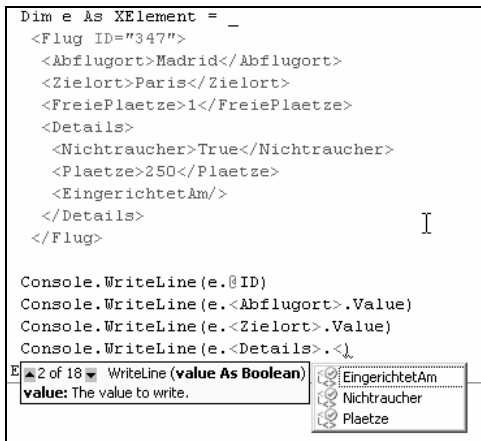 Dim e As XElement = _
<Flug ID="347">
<Abflugort>Madrid</Abflugort>
<Zielort>Paris</Zielort>
<FreiePlaetze>1</FreiePlaetze>
<Details>
<Nichtraucher>True</Nichtraucher>
<Plaetze>250</Plaetze>
<EingerichtetAm/>
</Details>
</Flug>
Console.WriteLine(e.@ID)
Console.WriteLine(e.<Abflugort>.Value)
Console.WriteLine(e.<Zielort>.Value)
Console.WriteLine(e.<Details>.<)
E
▲2 of 18▼ WriteLine (value As Boolean)
value: The value to write.
EingerichtetAm
Nichtraucher
Plaetze